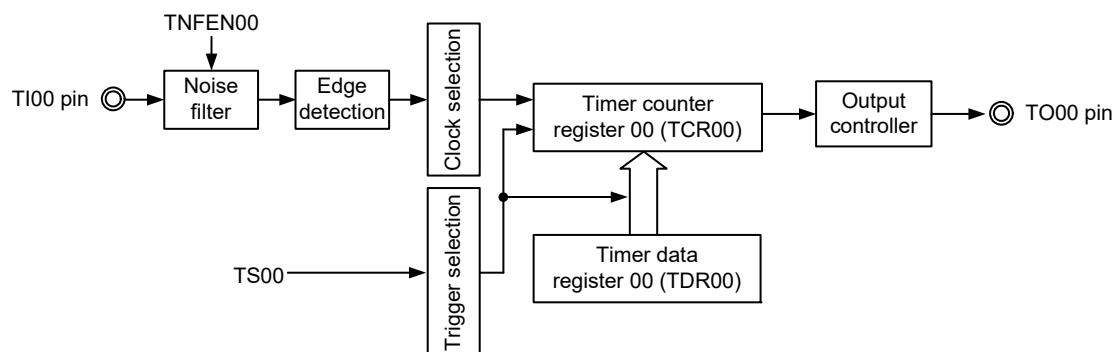 TNFEN00
TI00 pin
Noise
filter
Edge
detection
Clock selection
Timer counter
register 00 (TCR00)
Output
controller
TO00 pin
TS00
Trigger selection
Timer data
register 00 (TDR00)